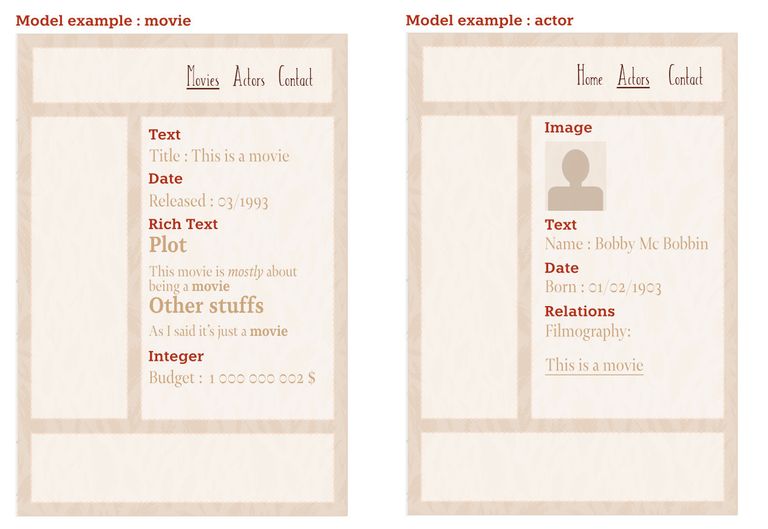 Model example : movie
Movies Actors Contact
Text
Title : This is a movie
Date
Released : 03/1993
Rich Text
Plot
This movie is mostly about
being a movie
Other stuffs
As I said it's just a movie
Integer
Budget : 1 000 000 002 $
Model example : actor
Home Actors Contact
Image
Text
Name : Bobby Mc Bobbin
Date
Born : 01/02/1903
Relations
Filmography:
This is a movie